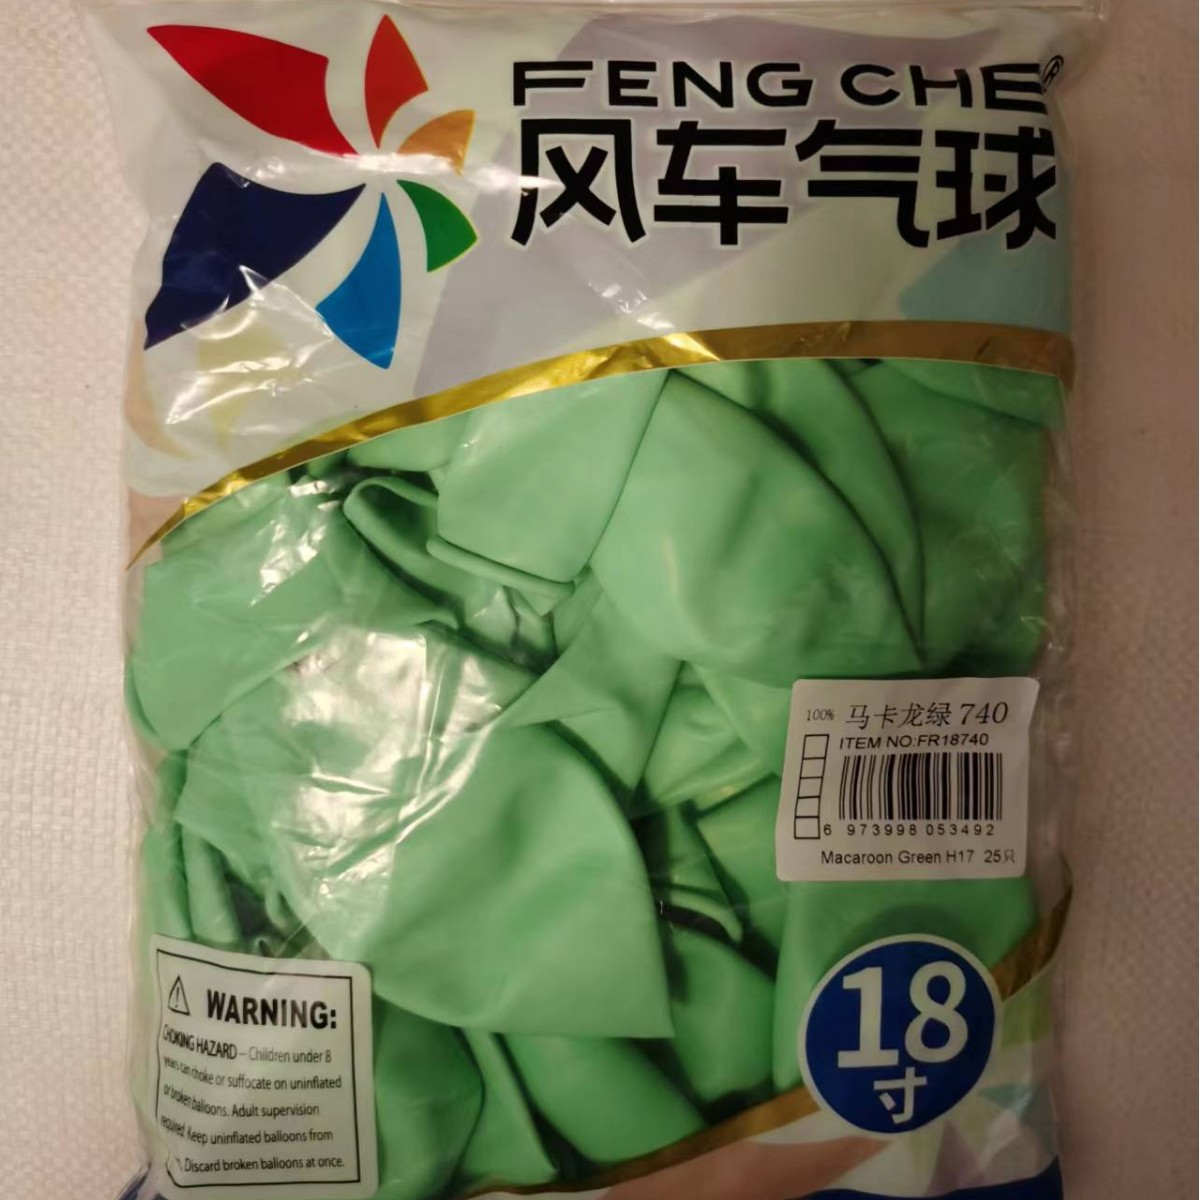 FENG CHE®
风车气球
100% 马卡龙绿 740
ITEM NO:FR18740
6 973998 053492
Macaroon Green H17 25只
18
寸
WARNING:
CHOKING HAZARD – Children under 8
years can choke or suffocate on uninflated
or broken balloons. Adult supervision
required. Keep uninflated balloons from
Discard broken balloons at once.